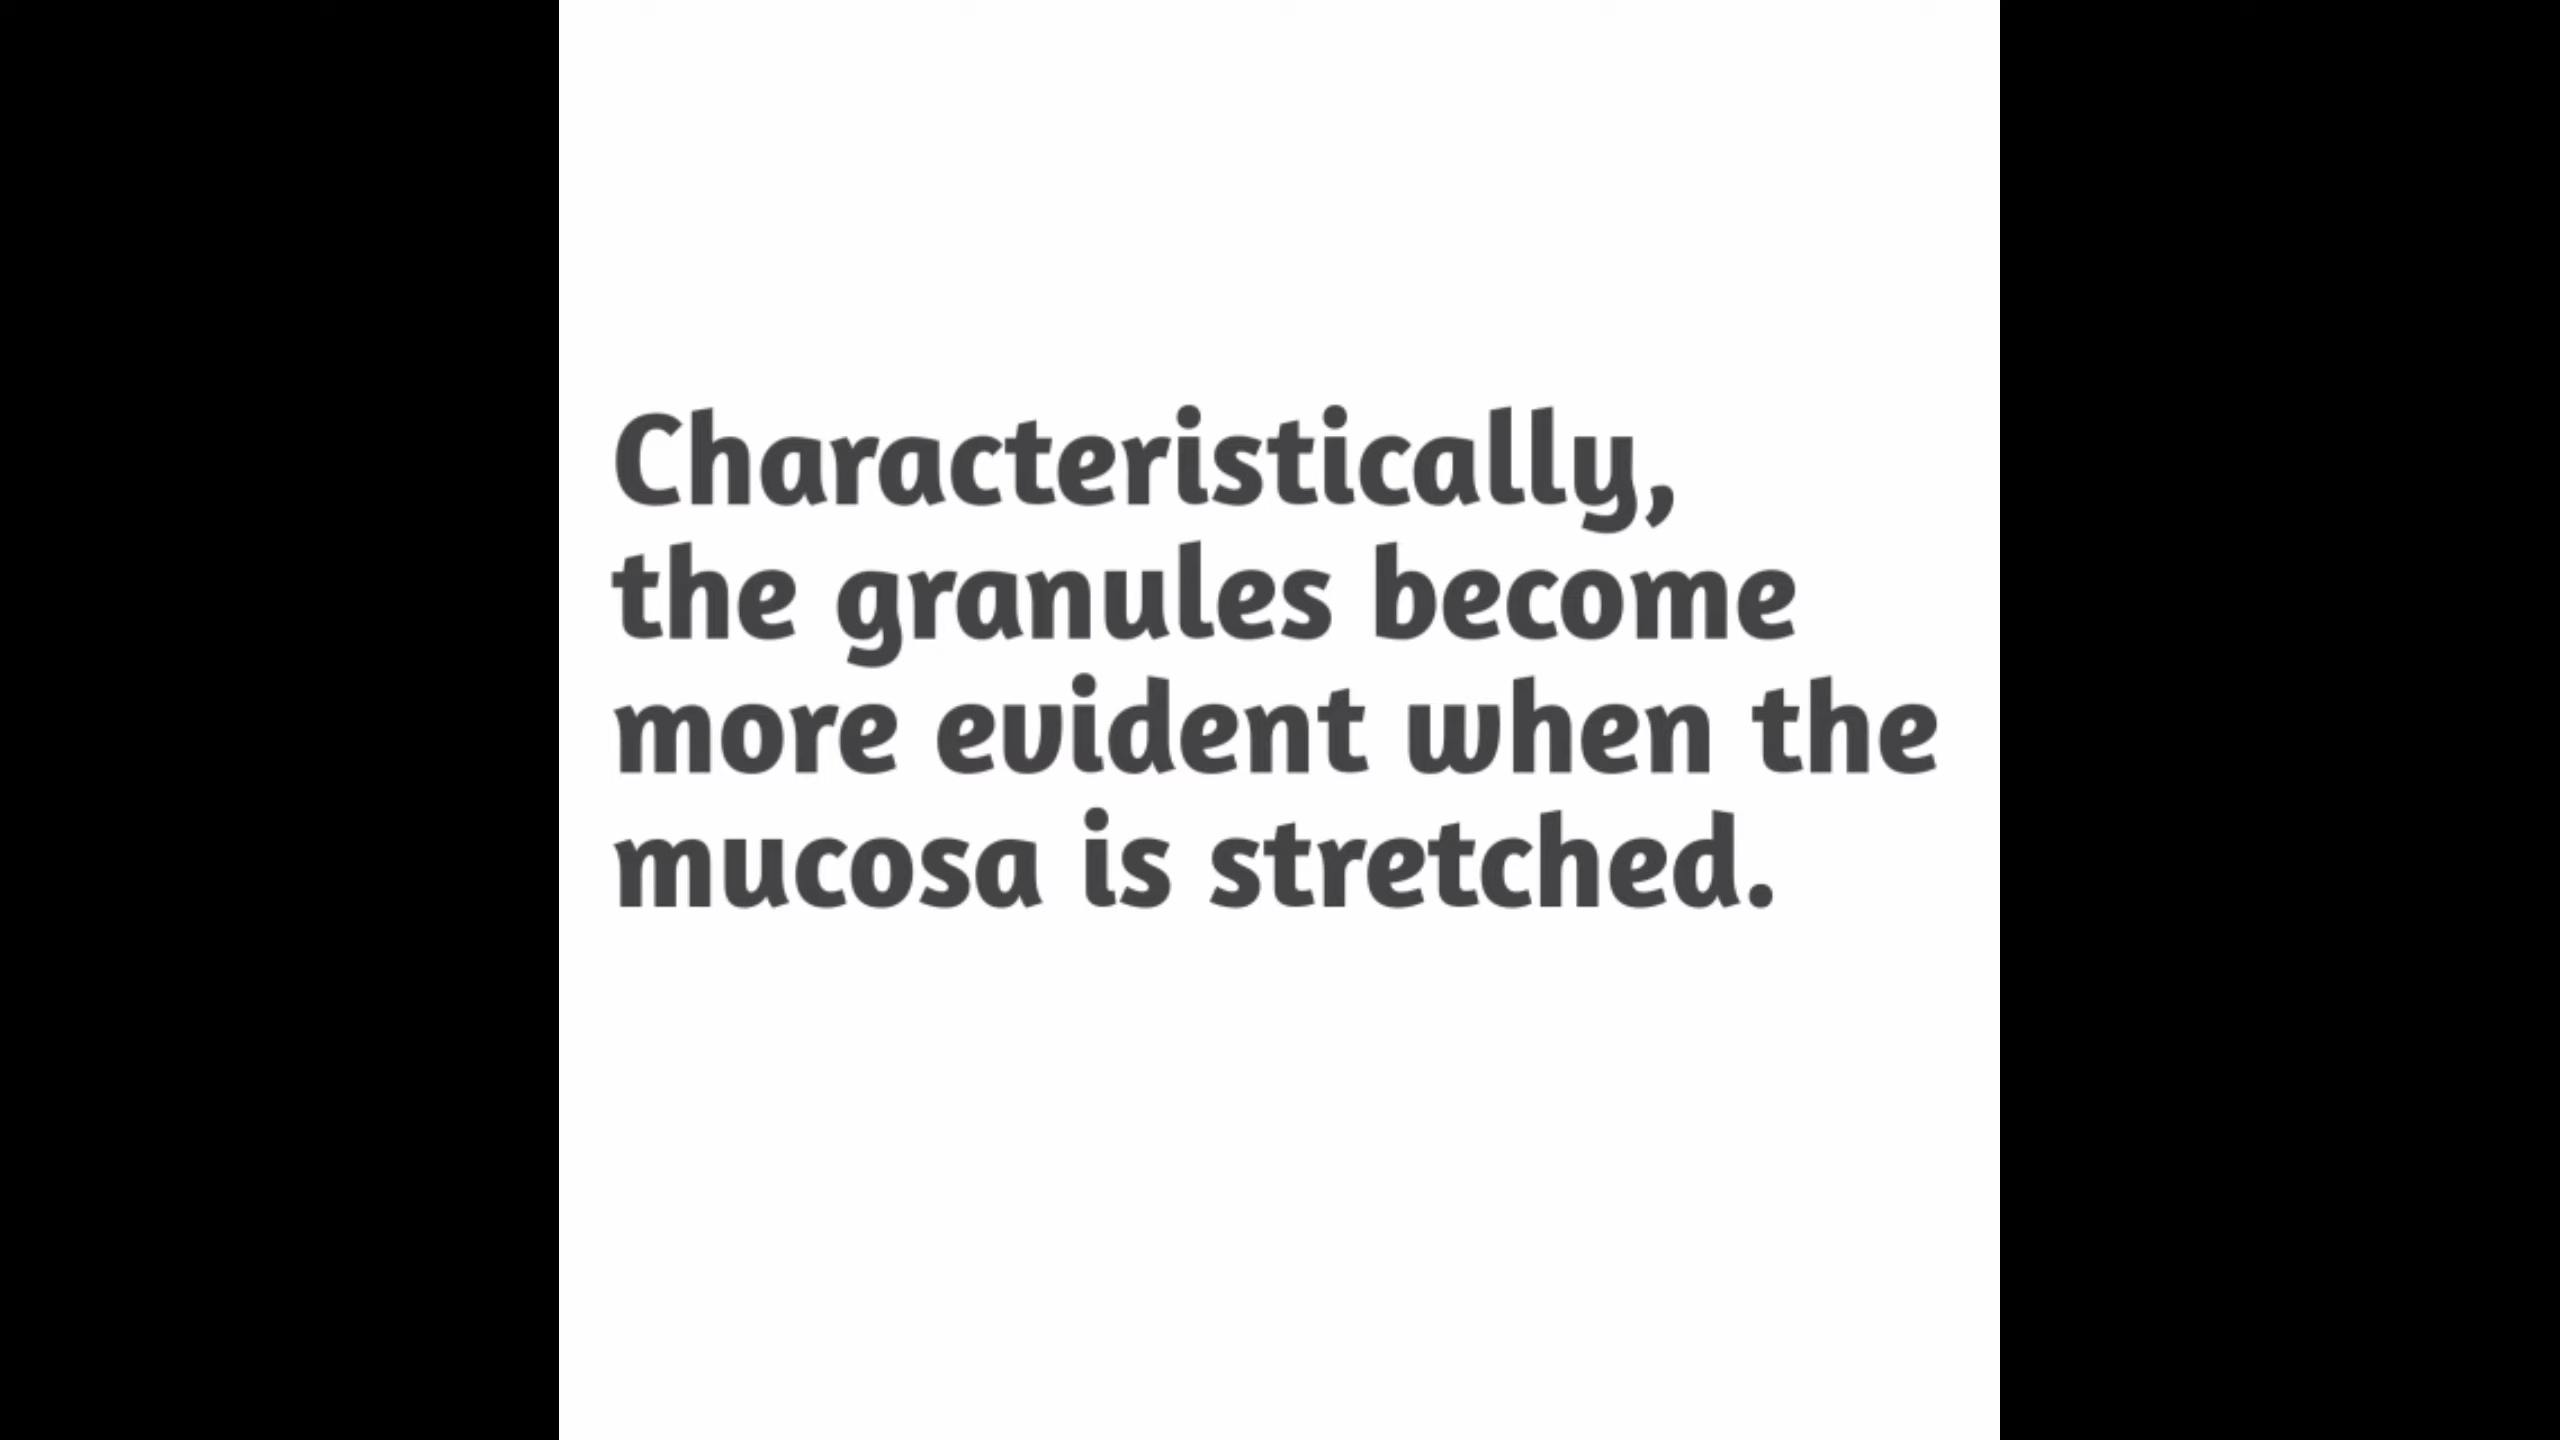 Characteristically,
the granules become
more evident when the
mucosa is stretched.